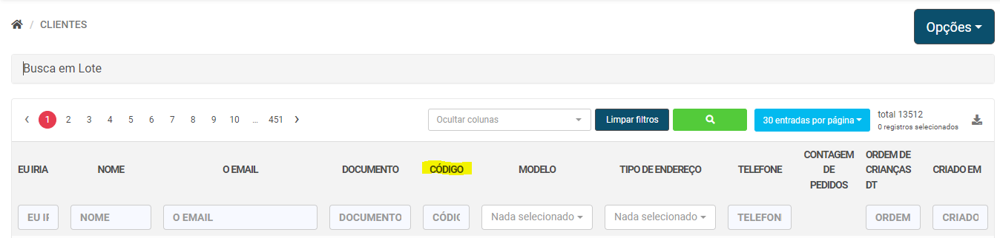 / CLIENTES
Opções
Busca em Lote
‹ 1 2 3 4 5 6 7 8 9 10 ... 451 ›
Ocultar colunas
Limpar filtros
30 entradas por página
total 13512
0 registros selecionados
EU IRIA
NOME
O EMAIL
DOCUMENTO
CÓDIGO
MODELO
TIPO DE ENDEREÇO
TELEFONE
CONTAGEM
DE
PEDIDOS
ORDEM DE
CRIANÇAS
DT
CRIADO EM
EU IF
NOME
O EMAIL
DOCUMENTO
CÓDIC
Nada selecionado
Nada selecionado
TELEFON
ORDEM
CRIADO